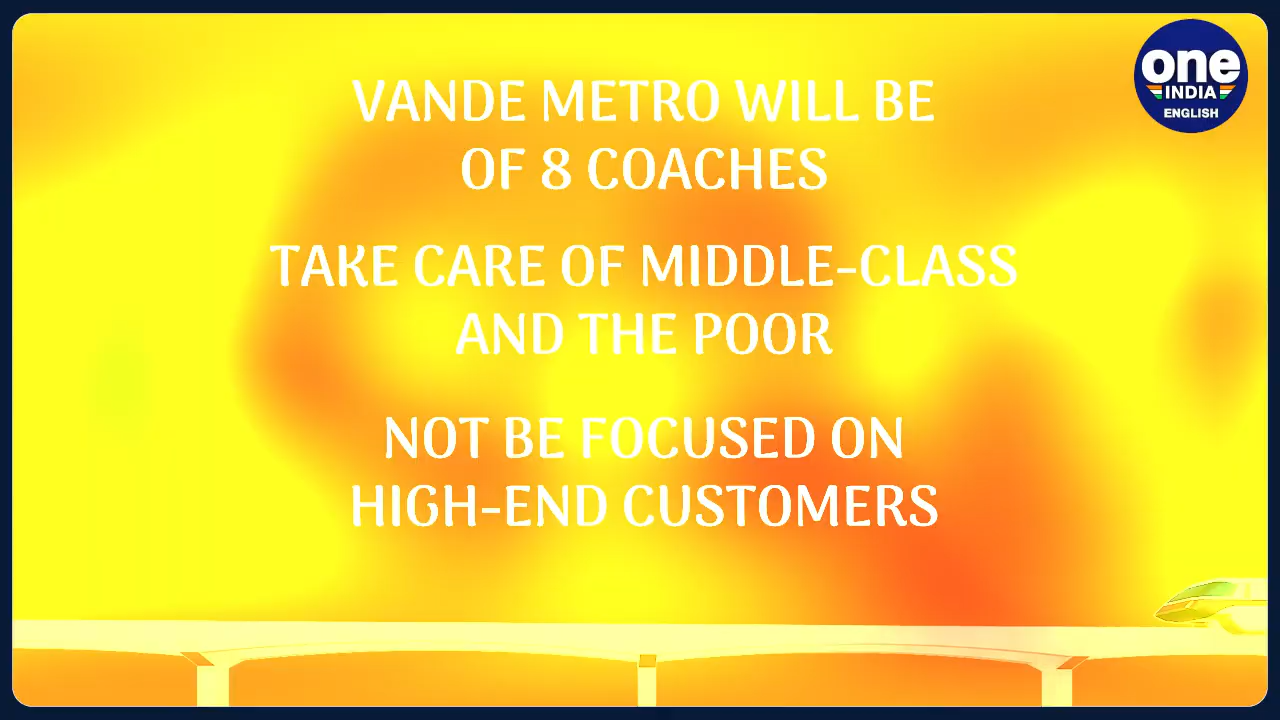 one
INDIA
ENGLISH
VANDE METRO WILL BE
OF 8 COACHES
TAKE CARE OF MIDDLE-CLASS
AND THE POOR
NOT BE FOCUSED ON
HIGH-END CUSTOMERS